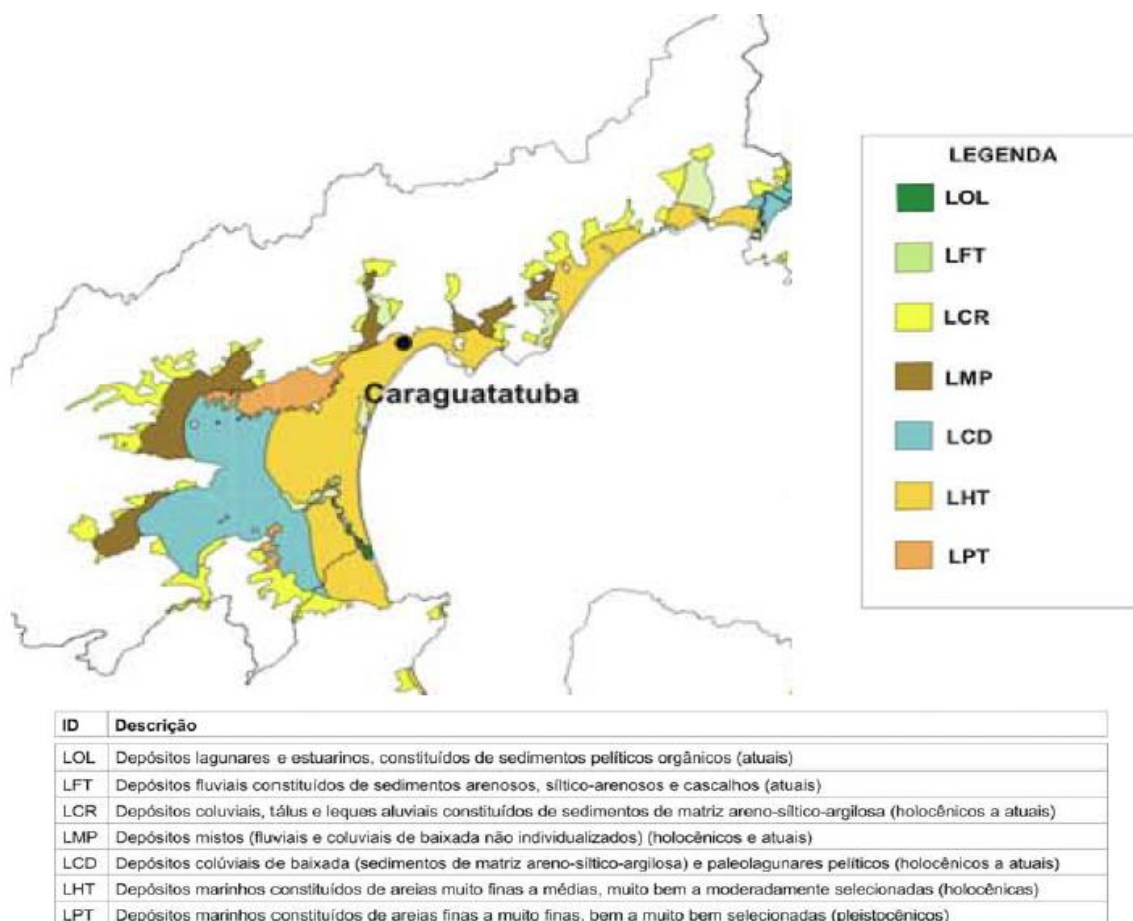 Caraguatatuba
LEGENDA
LOL
LFT
LCR
LMP
LCD
LHT
LPT
ID Descrição
LOL Depósitos lagunares e estuarinos, constituídos de sedimentos pelíticos orgânicos (atuais)
LFT Depósitos fluviais constituídos de sedimentos arenosos, síltico-arenosos e cascalhos (atuais)
LCR Depósitos coluviais, tálus e leques aluviais constituídos de sedimentos de matriz areno-síltico-argilosa (holocênicos a atuais)
LMP Depósitos mistos (fluviais e coluviais de baixada não individualizados) (holocênicos e atuais)
LCD Depósitos colúviais de baixada (sedimentos de matriz areno-síltico-argilosa) e paleolagunares pelíticos (holocênicos a atuais)
LHT Depósitos marinhos constituídos de areias muito finas a médias, muito bem a moderadamente selecionadas (holocênicas)
LPT Depósitos marinhos constituídos de areias finas a muito finas, bem a muito bem selecionadas (pleistocênicos)